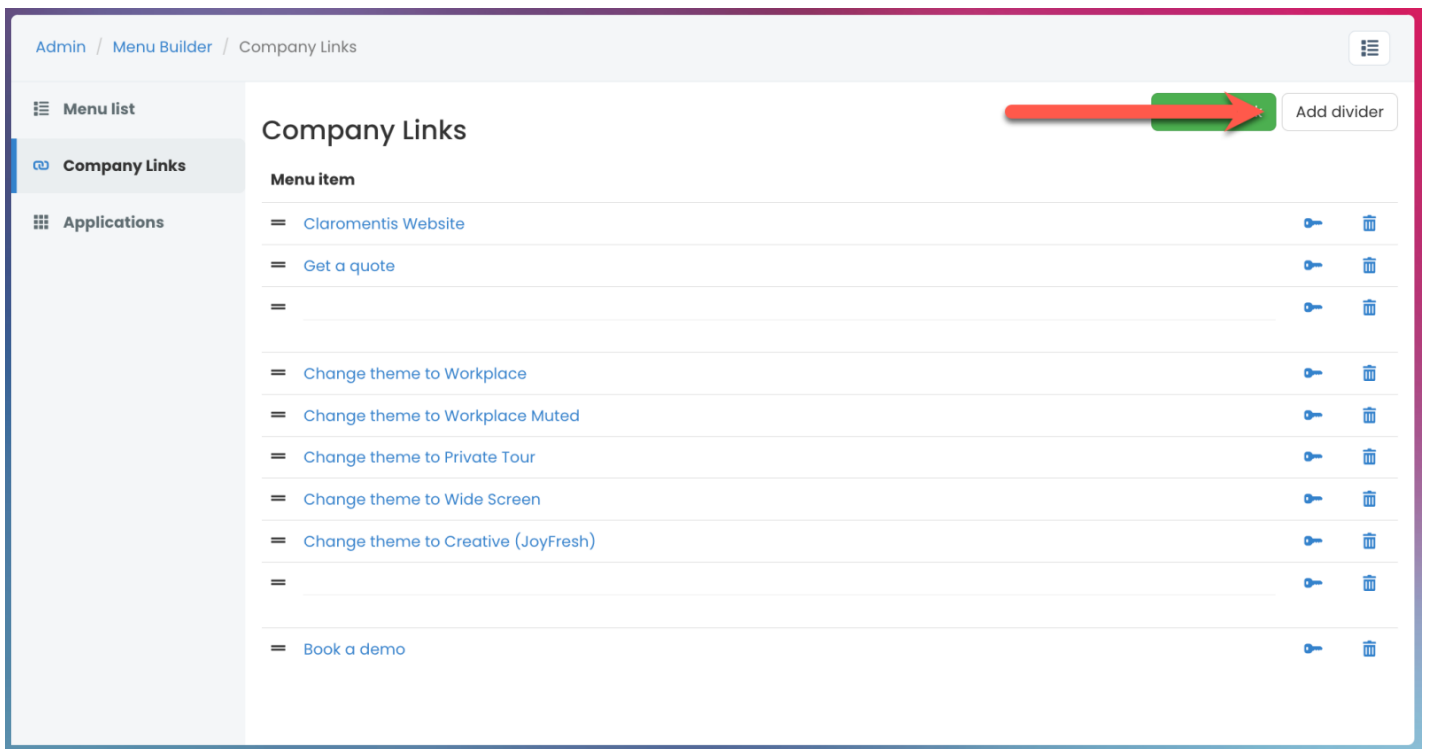 Admin / Menu Builder / Company Links
Menu list
Company Links
Applications
Add divider
Company Links
Menu item
Claromentis Website
Get a quote
Change theme to Workplace
Change theme to Workplace Muted
Change theme to Private Tour
Change theme to Wide Screen
Change theme to Creative (JoyFresh)
Book a demo